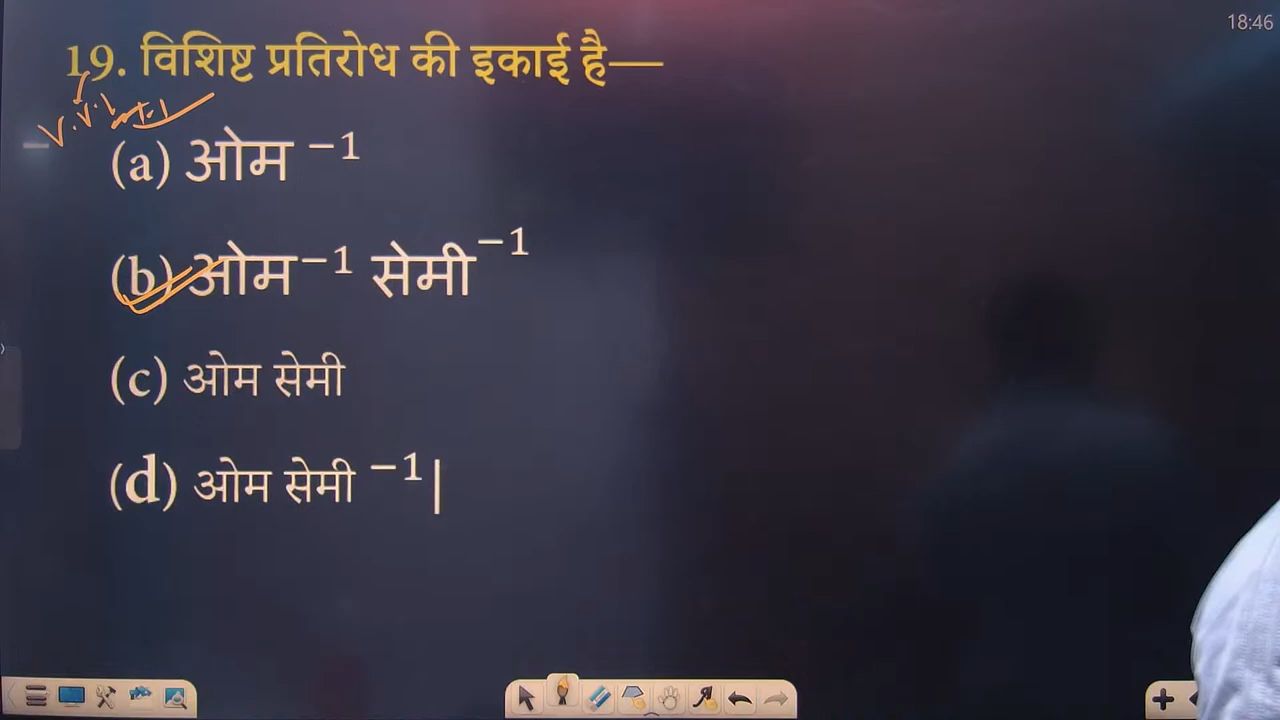 18:46
19. विशिष्ट प्रतिरोध की इकाई है—
V.V.I
(a) ओम ⁻¹
(b) ओम⁻¹ सेमी⁻¹
(c) ओम सेमी
(d) ओम सेमी ⁻¹|